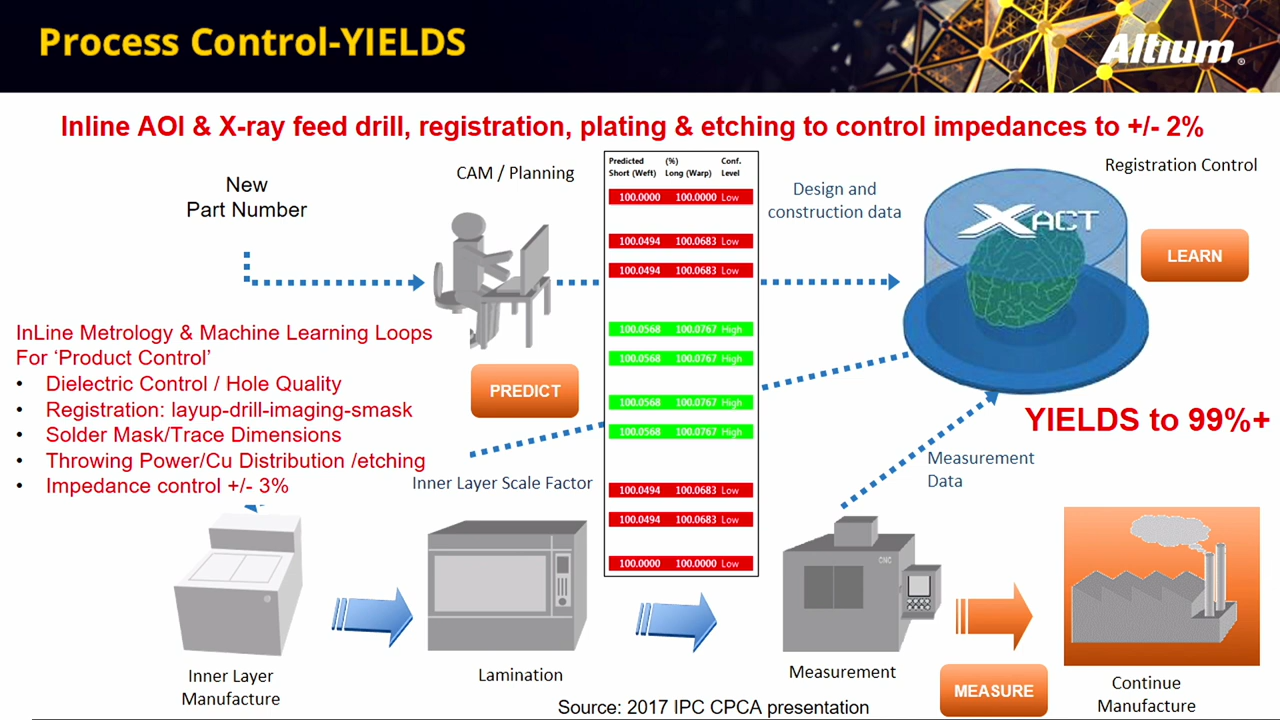 Process Control-YIELDS
Altium®
Inline AOI & X-ray feed drill, registration, plating & etching to control impedances to +/- 2%
New
Part Number
CAM / Planning
Predicted (%) Conf.
Short (Weft) Long (Warp) Level
100.0000 100.0000 Low
100.0494 100.0683 Low
100.0494 100.0683 Low
100.0568 100.0767 High
100.0568 100.0767 High
100.0568 100.0767 High
100.0568 100.0767 High
100.0494 100.0683 Low
100.0494 100.0683 Low
100.0000 100.0000 Low
Design and
construction data
Registration Control
XACT
LEARN
InLine Metrology & Machine Learning Loops
For ‘Product Control’
• Dielectric Control / Hole Quality
• Registration: layup-drill-imaging-smask
• Solder Mask/Trace Dimensions
• Throwing Power/Cu Distribution /etching
• Impedance control +/- 3%
PREDICT
Inner Layer Scale Factor
YIELDS to 99%+
Measurement
Data
CNC
Inner Layer
Manufacture
Lamination
Measurement
MEASURE
Continue
Manufacture
Source: 2017 IPC CPCA presentation